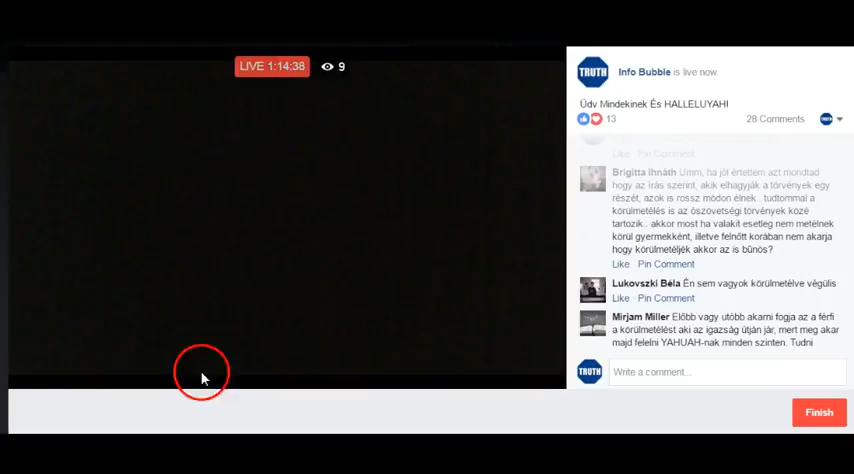 LIVE 1:14:38 9
TRUTH
Info Bubble is live now.
Üdv Mindekinek És HALLELUYAH!
13 28 Comments
TRUTH
Like · Pin Comment
Brigitta Ihnáth Umm, ha jól értettem azt mondtad
hogy az írás szerint, akik elhagyják a törvények egy
részét, azok is rossz módon élnek.. tudtommal a
körülmetélés is az ószövetségi törvények közé
tartozik.. akkor most ha valakit esetleg nem metélnek
körül gyermekként, illetve felnőtt korában nem akarja
hogy körülmetéljék akkor az is bűnös?
Like · Pin Comment
Lukovszki Béla Én sem vagyok körülmetélve végülis
Like · Pin Comment
Mirjam Miller Előbb vagy utóbb akarni fogja az a férfi
a körülmetélést aki az igazság útján jár, mert meg akar
majd felelni YAHUAH-nak minden szinten. Tudni
TRUTH
Write a comment...
Finish